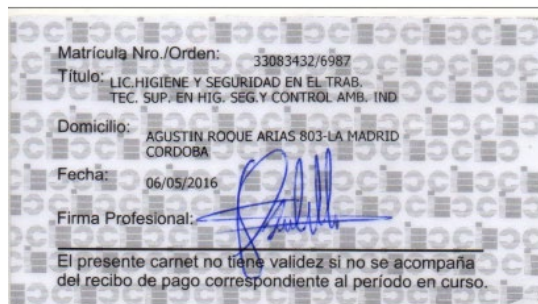 Matrícula Nro./Orden: 33083432/6987
Título: LIC.HIGIENE Y SEGURIDAD EN EL TRAB.
TEC. SUP. EN HIG. SEG.Y CONTROL AMB. IND
Domicilio: AGUSTIN ROQUE ARIAS 803-LA MADRID
CORDOBA
Fecha: 06/05/2016
Firma Profesional:
El presente carnet no tiene validez si no se acompaña
del recibo de pago correspondiente al período en curso.